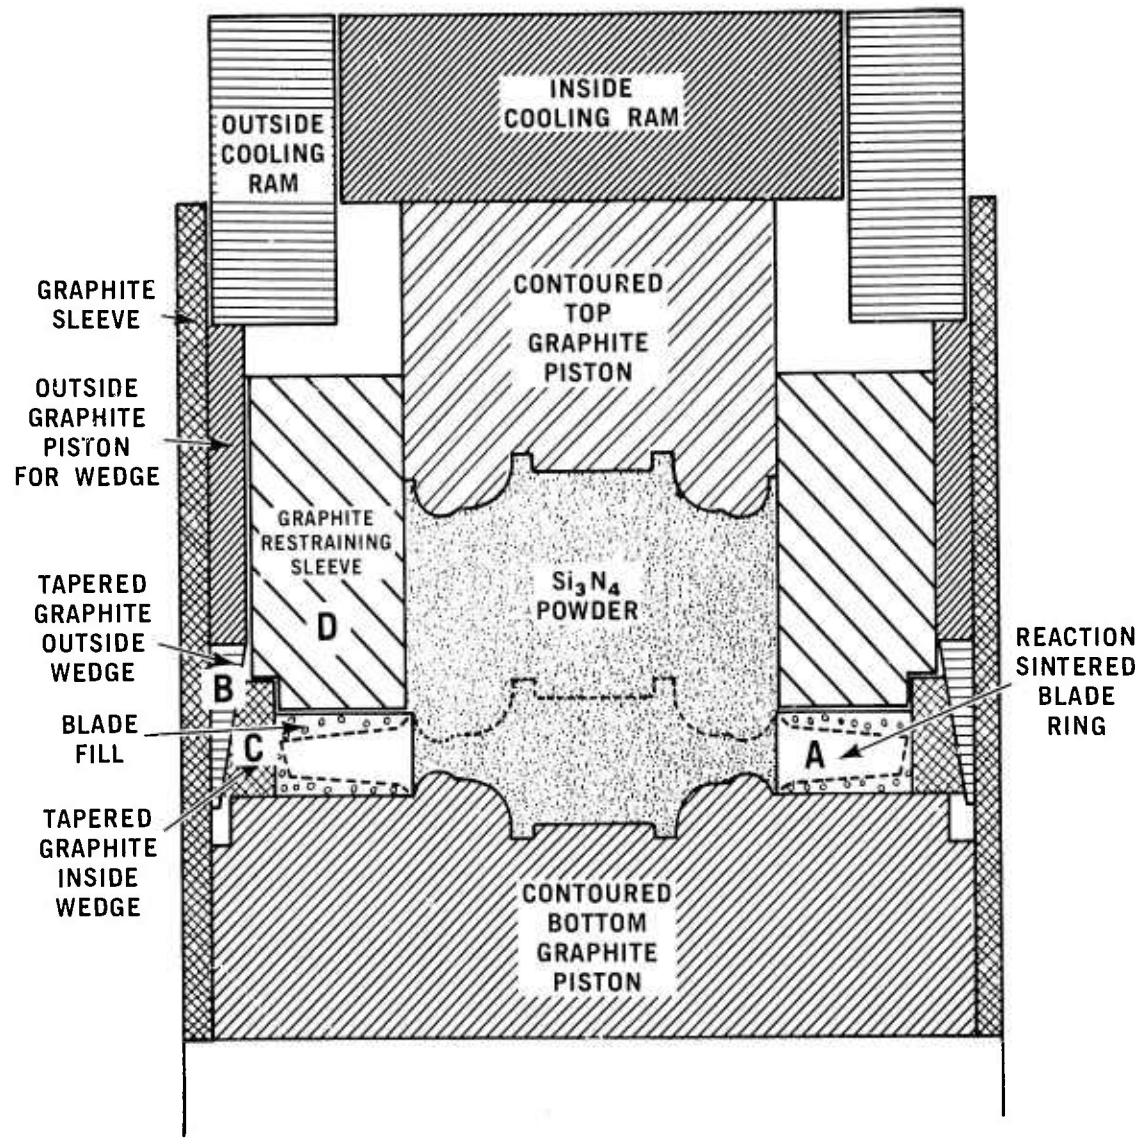 INSIDE
COOLING RAM
OUTSIDE
COOLING
RAM
GRAPHITE
SLEEVE
CONTOURED
TOP
GRAPHITE
PISTON
OUTSIDE
GRAPHITE
PISTON
FOR WEDGE
GRAPHITE
RESTRAINING
SLEEVE
D
Si₃N₄
POWDER
TAPERED
GRAPHITE
OUTSIDE
WEDGE
B
REACTION
SINTERED
BLADE
RING
BLADE
FILL
C
A
TAPERED
GRAPHITE
INSIDE
WEDGE
CONTOURED
BOTTOM
GRAPHITE
PISTON